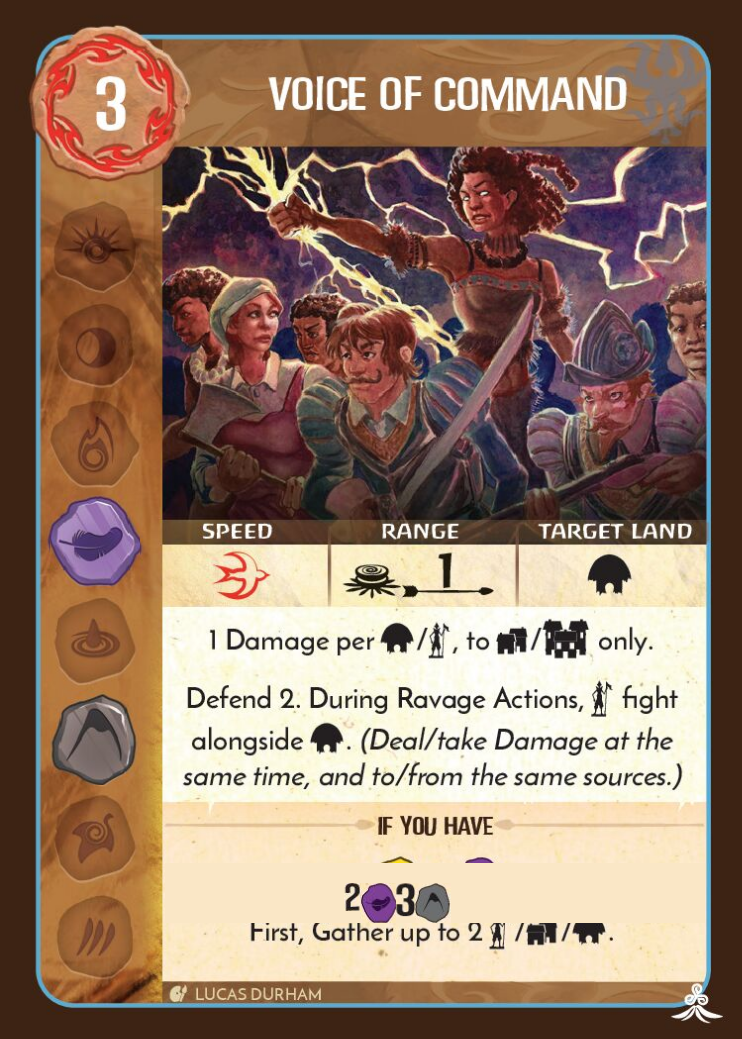 3
VOICE OF COMMAND
SPEED RANGE TARGET LAND
1
1 Damage per / , to / only.
Defend 2. During Ravage Actions, fight
alongside . (Deal/take Damage at the
same time, and to/from the same sources.)
IF YOU HAVE
2 3
First, Gather up to 2 / / .
LUCAS DURHAM